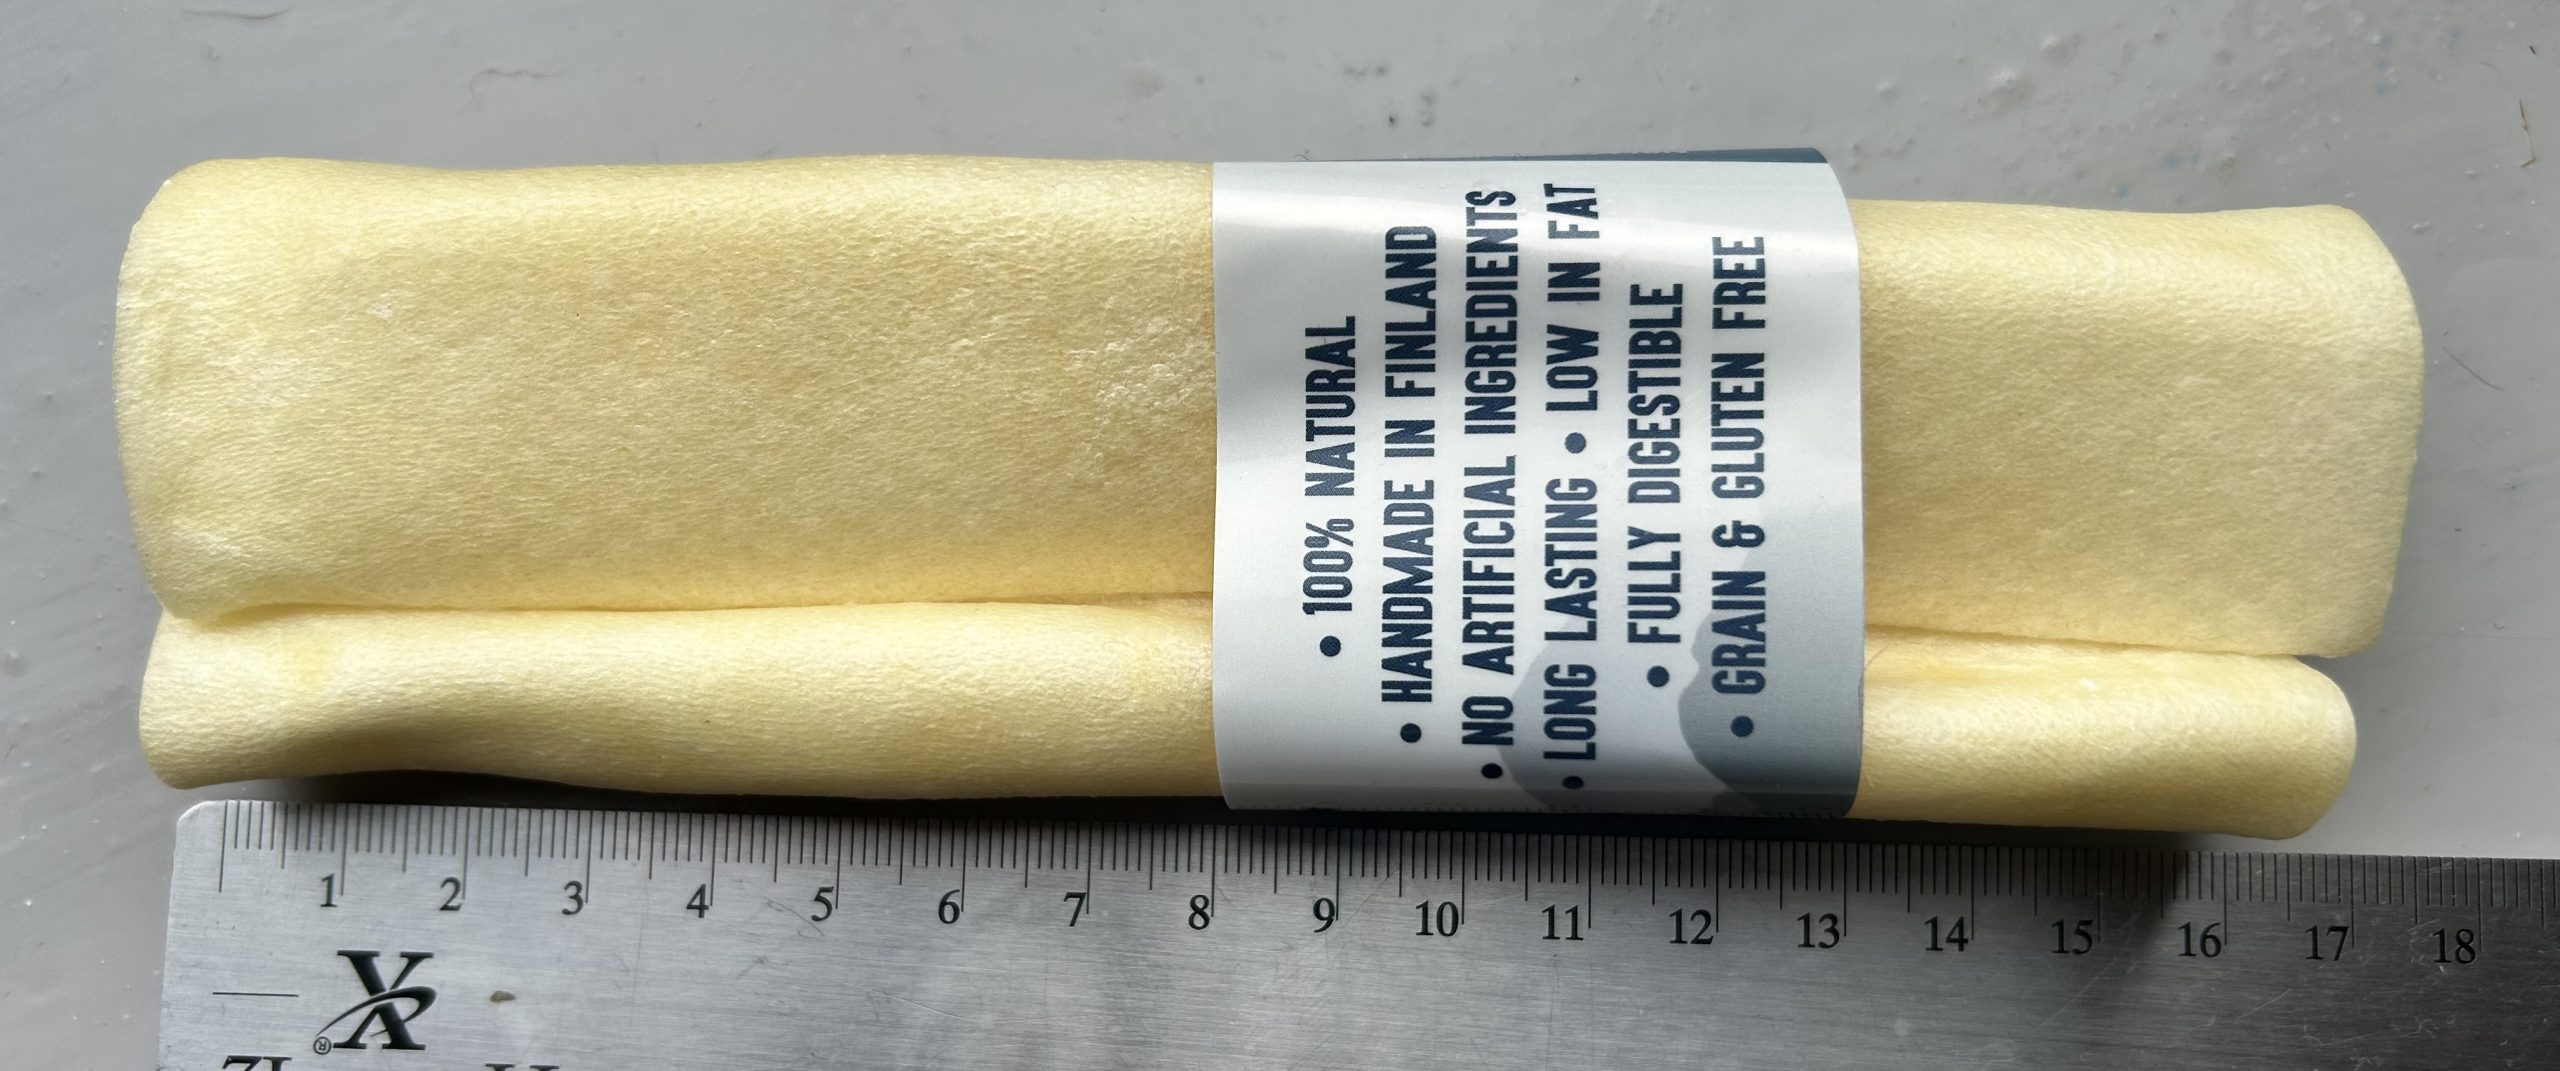 • 100% NATURAL
• HANDMADE IN FINLAND
• NO ARTIFICIAL INGREDIENTS
• LONG LASTING • LOW IN FAT
• FULLY DIGESTIBLE
• GRAIN & GLUTEN FREE
1 2 3 4 5 6 7 8 9 10 11 12 13 14 15 16 17 18
X®